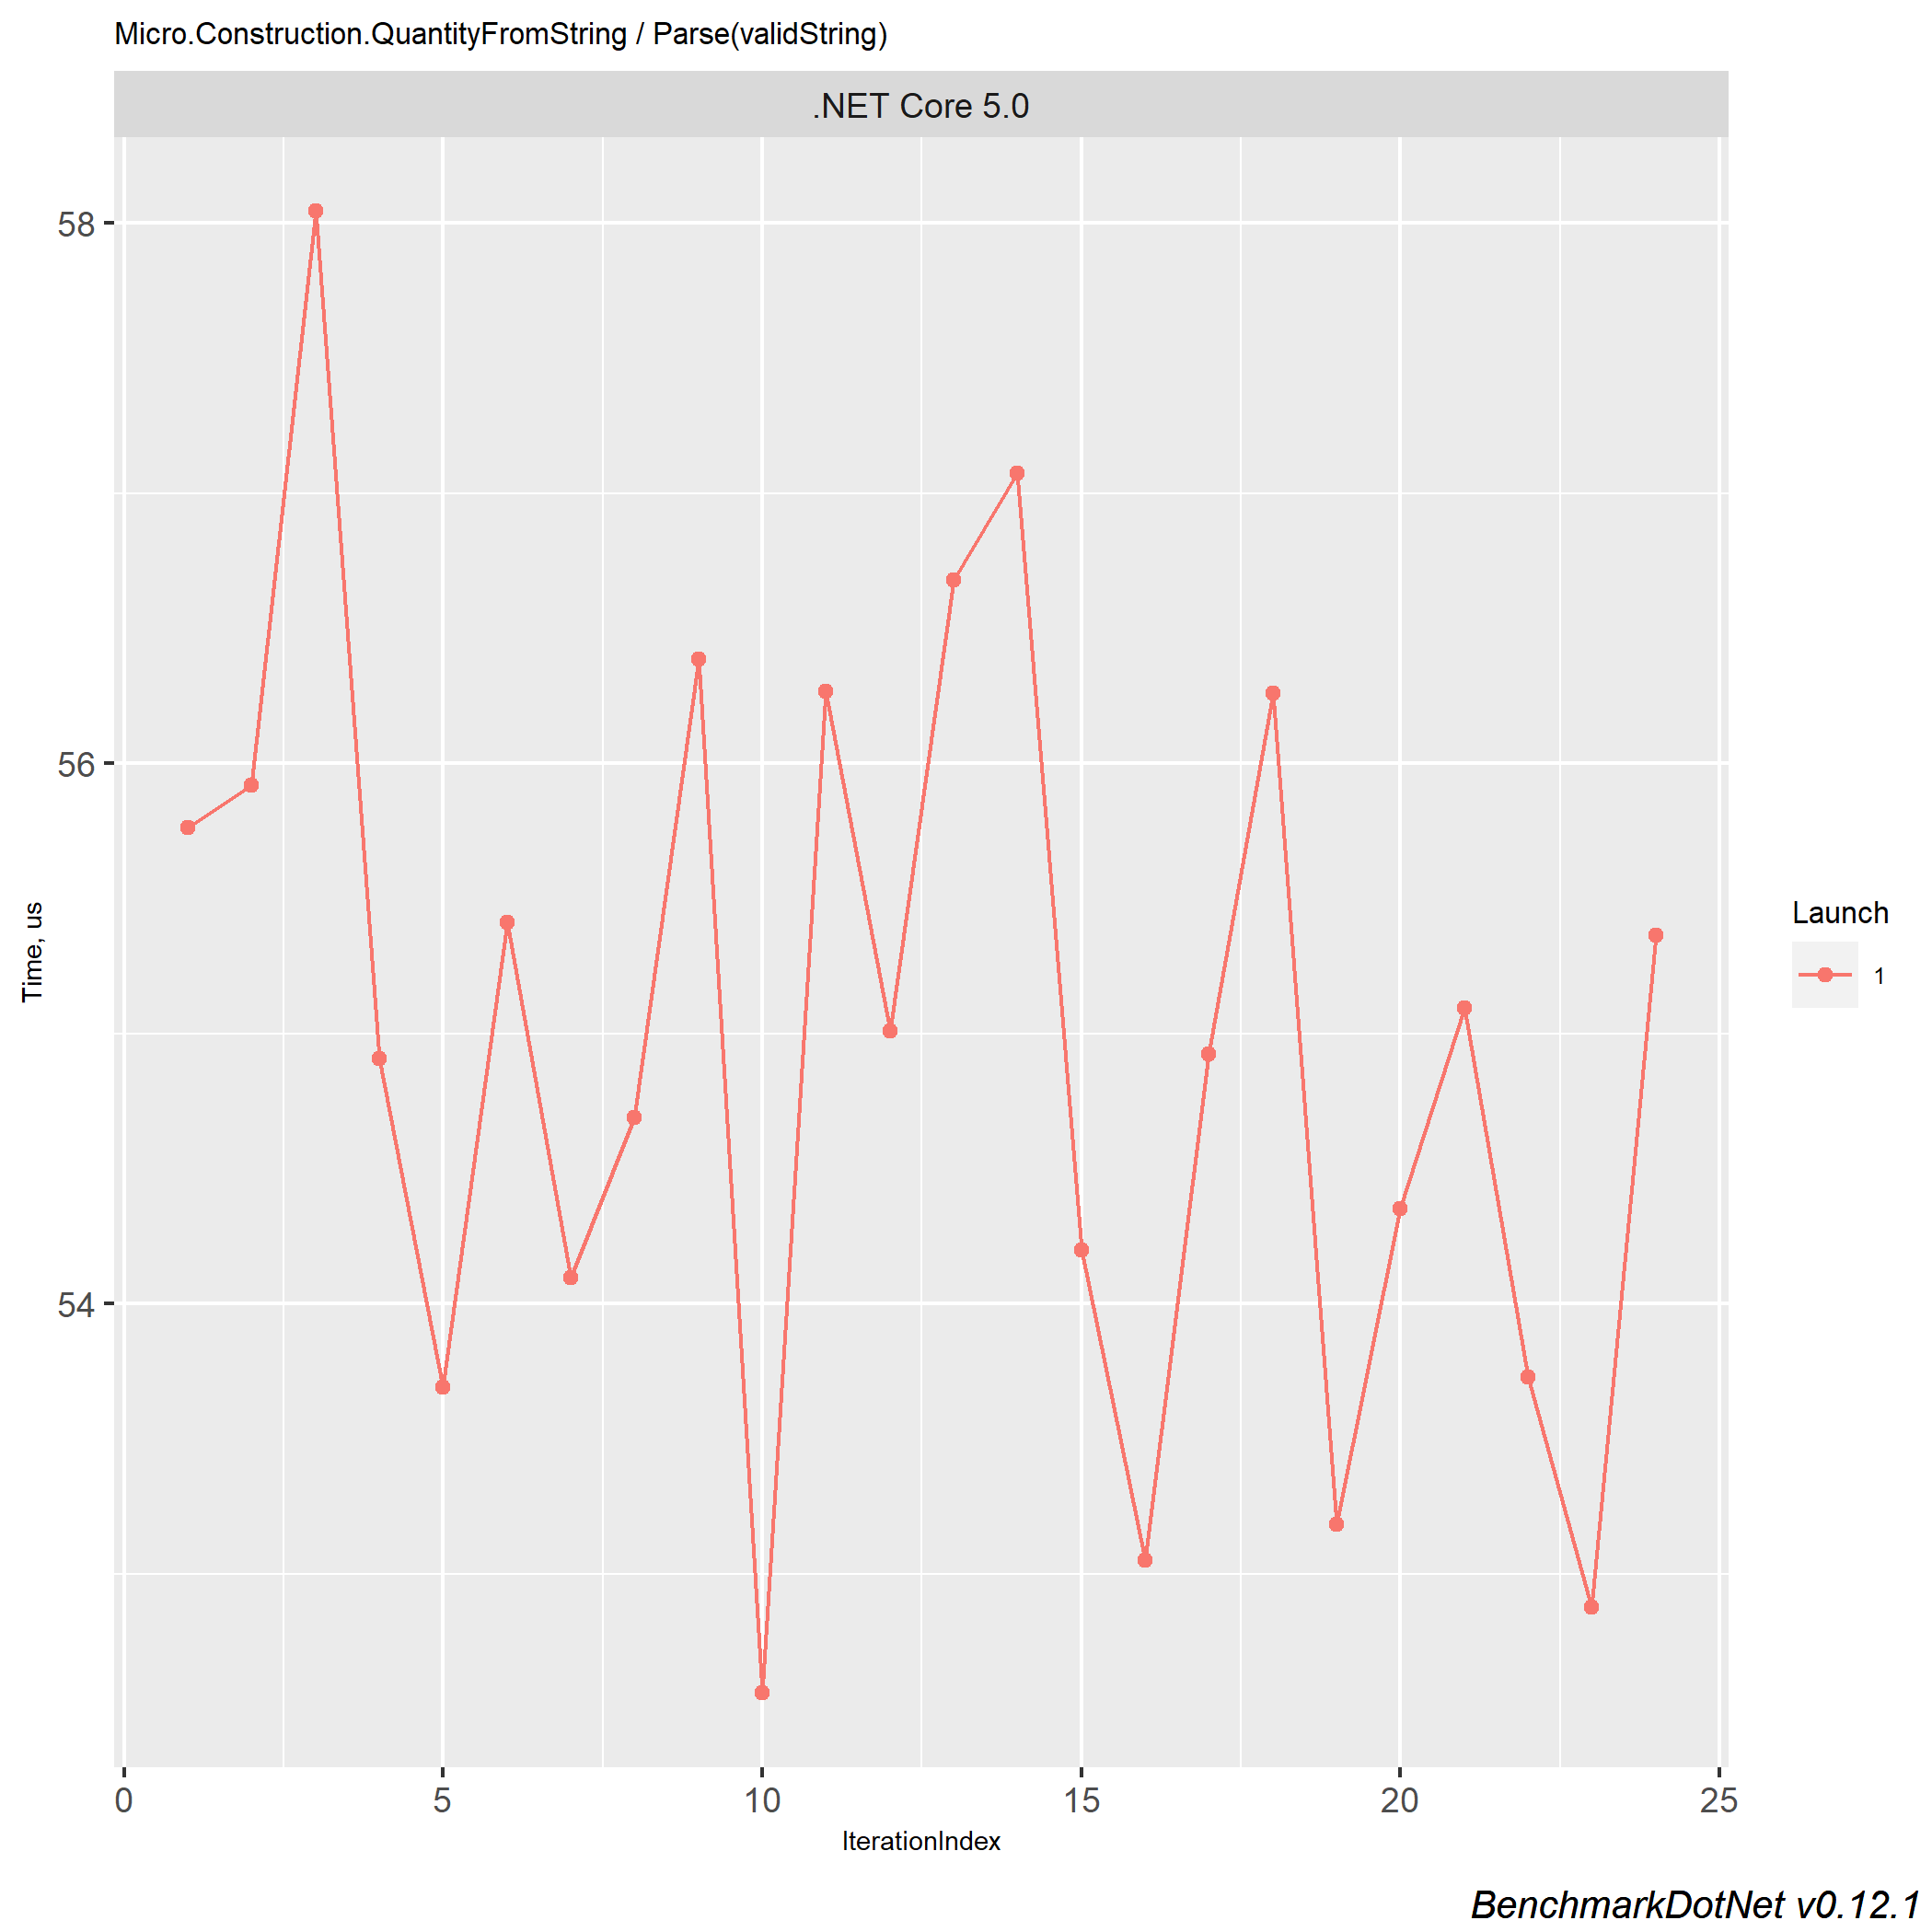 Micro.Construction.QuantityFromString / Parse(validString)
.NET Core 5.0
58
56
54
Time, us
0 5 10 15 20 25
IterationIndex
Launch
1
BenchmarkDotNet v0.12.1